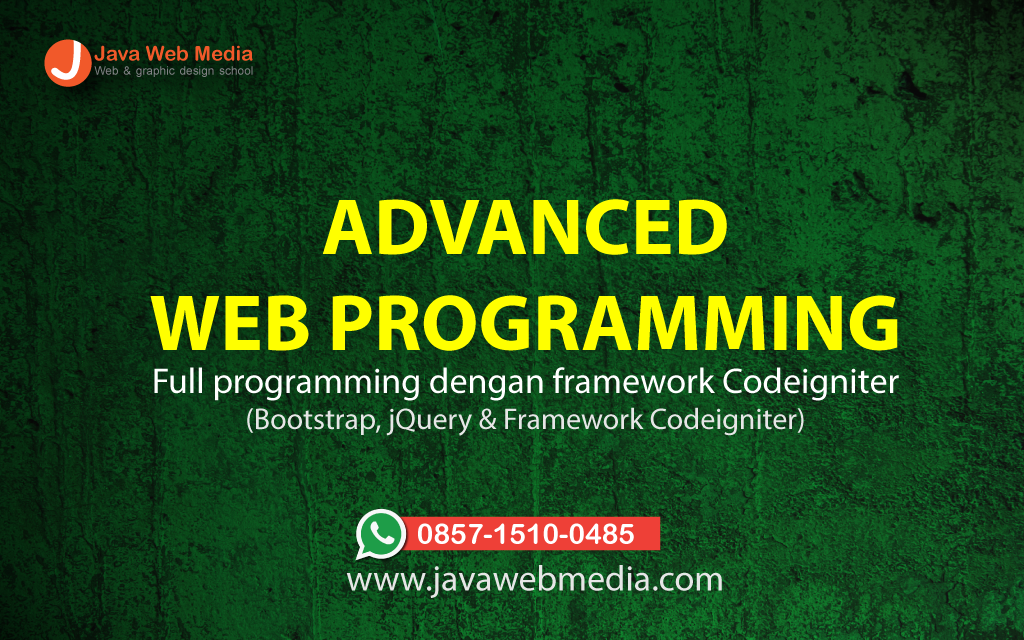 Java Web Media
Web & graphic design school
ADVANCED
WEB PROGRAMMING
Full programming dengan framework Codeigniter
(Bootstrap, jQuery & Framework Codeigniter)
0857-1510-0485
www.javawebmedia.com